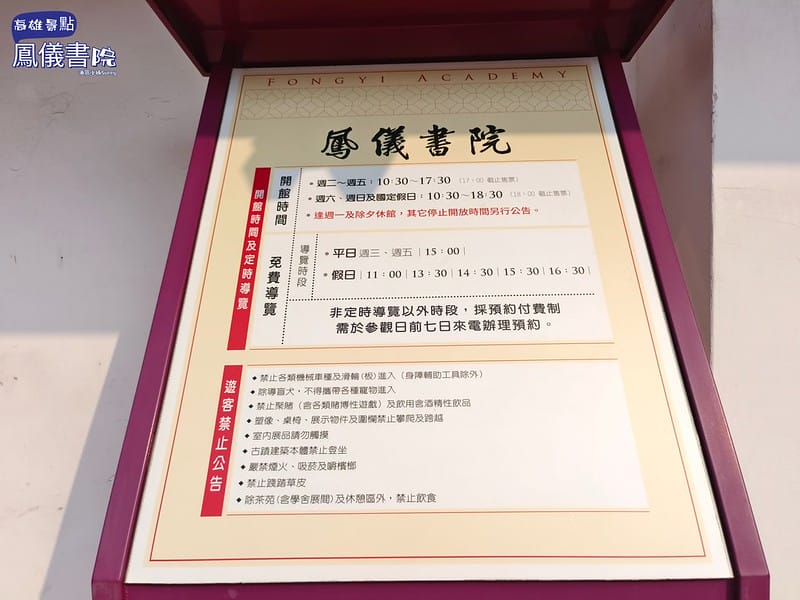 高雄景點
鳳儀書院
FONGYI ACADEMY
鳳儀書院
開館時間及定時導覽
開館時間
•週二~週五：10:30~17:30（17：00 截止售票）
•週六、週日及國定假日：10:30~18:30（18：00 截止售票）
•逢週一及除夕休館，其它停止開放時間另行公告。
免費導覽
導覽時段
•平日 週三、週五｜15：00｜
•假日｜11：00｜13：30｜14：30｜15：30｜16：30｜
非定時導覽以外時段，採預約付費制
需於參觀日前七日來電辦理預約。
遊客禁止公告
◆禁止各類機械車種及滑輪(板)進入（身障輔助工具除外）
◆除導盲犬，不得攜帶各種寵物進入
◆禁止聚賭（含各類賭博性遊戲）及飲用含酒精性飲品
◆塑像、桌椅、展示物件及圍欄禁止攀爬及跨越
◆室內展品請勿觸摸
◆古蹟建築本體禁止登坐
◆嚴禁煙火、吸菸及嚼檳榔
◆禁止踐踏草皮
◆除茶苑(含學舍展間)及休憩區外，禁止飲食